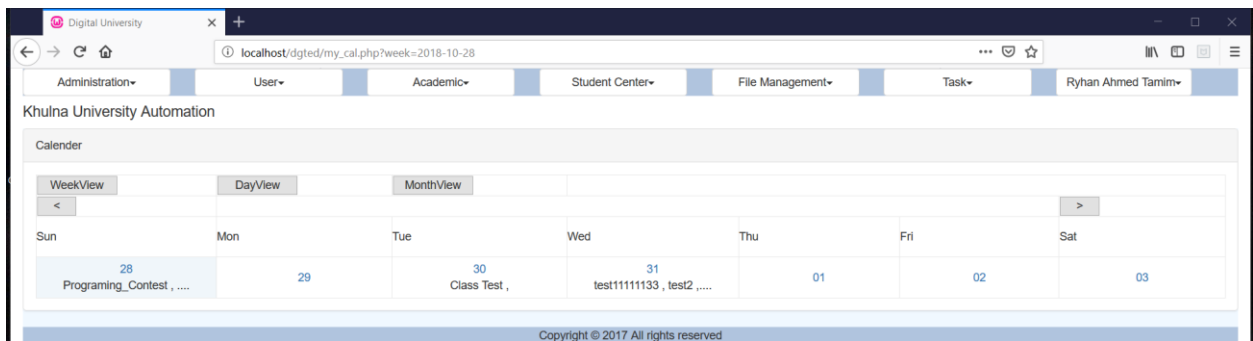 Digital University
localhost/dgted/my_cal.php?week=2018-10-28
Administration User Academic Student Center File Management Task Ryhan Ahmed Tamim
Khulna University Automation
Calender
WeekView DayView MonthView
< >
Sun Mon Tue Wed Thu Fri Sat
28 29 30 31 01 02 03
Programing_Contest , .... Class Test , test11111133 , test2 ,....
Copyright © 2017 All rights reserved